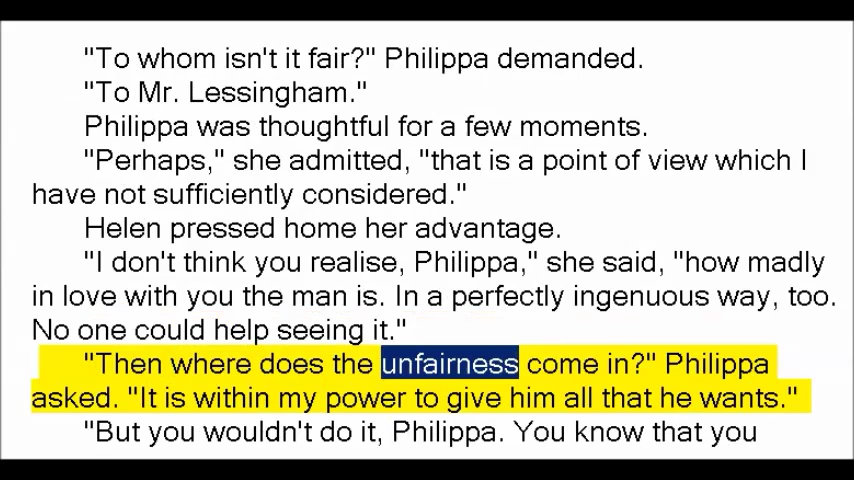 "To whom isn't it fair?" Philippa demanded.
"To Mr. Lessingham."
Philippa was thoughtful for a few moments.
"Perhaps," she admitted, "that is a point of view which I
have not sufficiently considered."
Helen pressed home her advantage.
"I don't think you realise, Philippa," she said, "how madly
in love with you the man is. In a perfectly ingenuous way, too.
No one could help seeing it."
"Then where does the unfairness come in?" Philippa
asked. "It is within my power to give him all that he wants."
"But you wouldn't do it, Philippa. You know that you